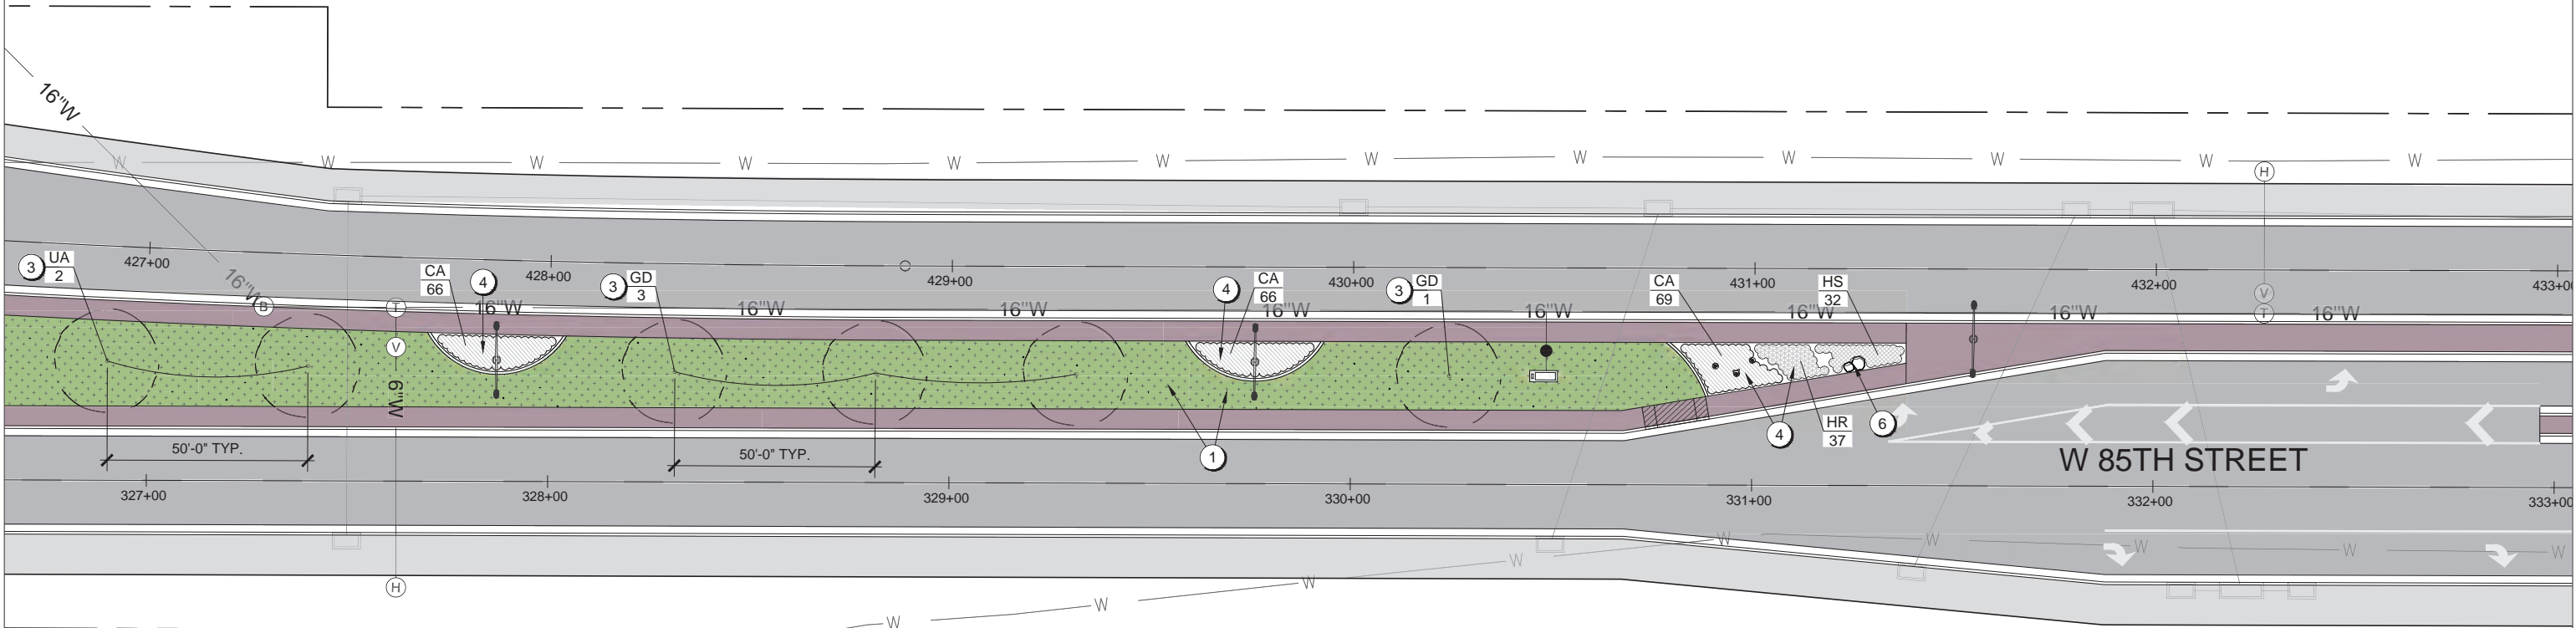 16"W
W W W W W W W W W W W W
H
427+00
428+00
429+00
430+00
431+00
432+00
433+00
3
UA
2
16"W
B
T
V
6"W
CA
66
4
16"W
3
GD
3
16"W
16"W
4
CA
66
16"W
3
GD
1
16"W
CA
69
HS
32
16"W
16"W
V
T
16"W
50'-0" TYP.
50'-0" TYP.
1
4
HR
37
6
W 85TH STREET
327+00
328+00
329+00
330+00
331+00
332+00
333+00
H
W W W W W W W W W